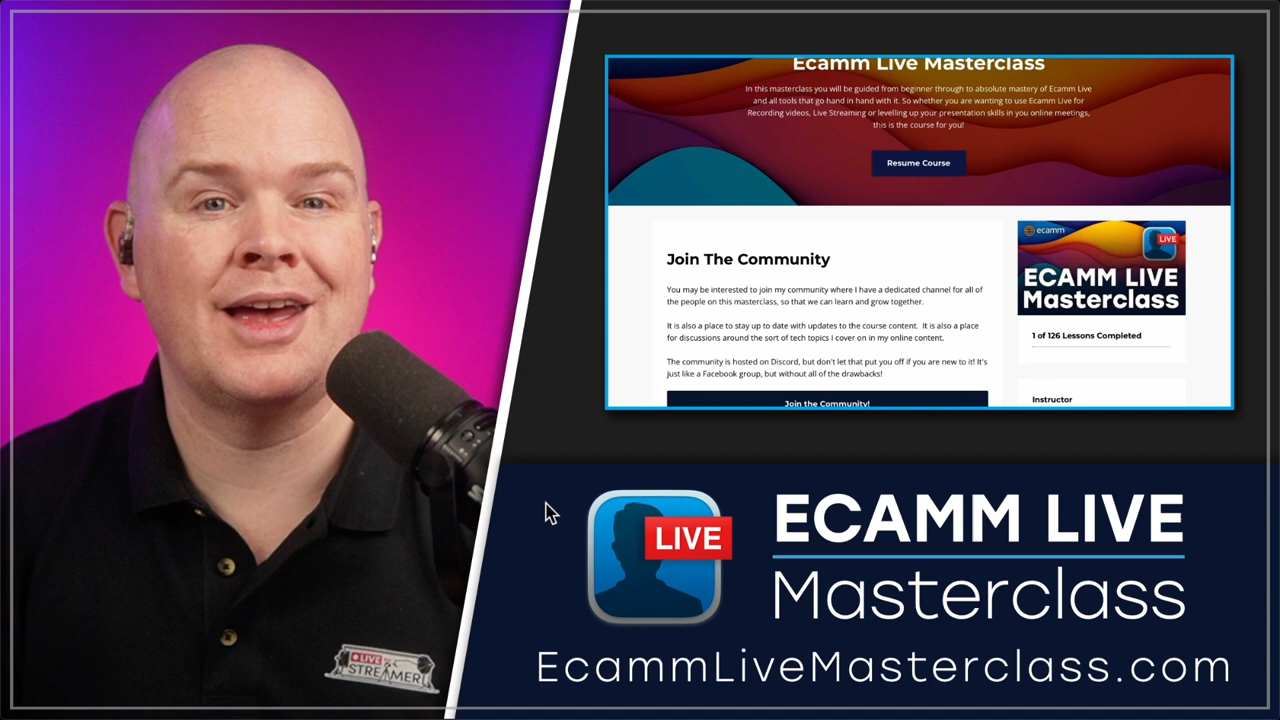 Ecamm Live Masterclass
In this masterclass you will be guided from beginner through to absolute mastery of Ecamm Live
and all tools that go hand in hand with it. So whether you are wanting to use Ecamm Live for
Recording videos, Live Streaming or levelling up your presentation skills in you online meetings,
this is the course for you!
Resume Course
Join The Community
You may be interested to join my community where I have a dedicated channel for all of
the people on this masterclass, so that we can learn and grow together.
It is also a place to stay up to date with updates to the course content. It is also a place
for discussions around the sort of tech topics I cover on in my online content.
The community is hosted on Discord, but don't let that put you off if you are new to it! It's
just like a Facebook group, but without all of the drawbacks!
Join the Community!
ecamm
LIVE
ECAMM LIVE
Masterclass
1 of 126 Lessons Completed
Instructor
LIVE
STREAMER
LIVE
ECAMM LIVE
Masterclass
EcammLiveMasterclass.com